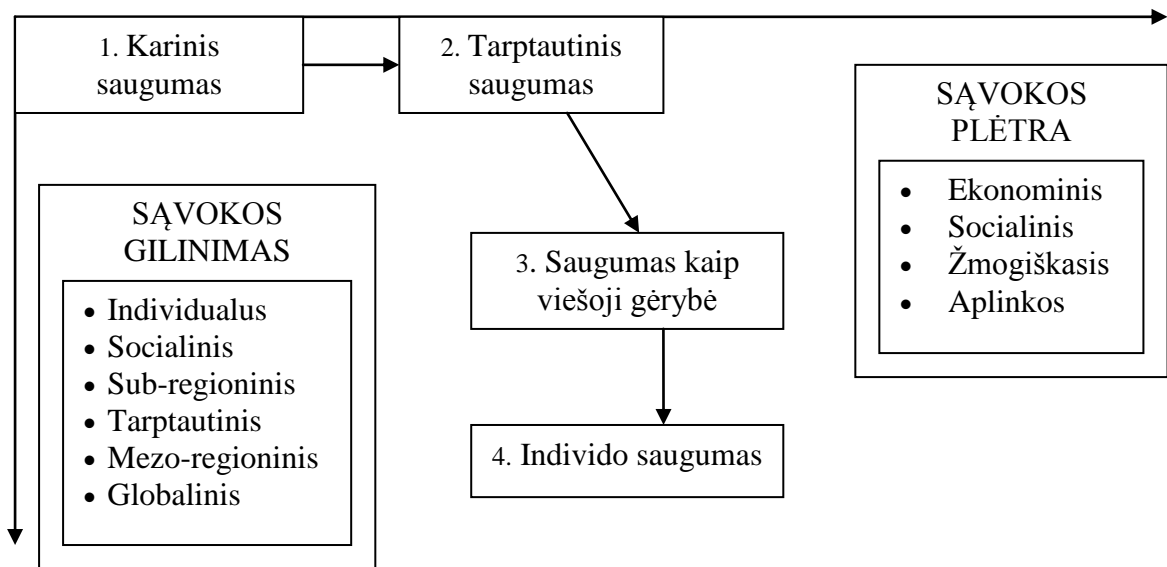 1. Karinis
saugumas
2. Tarptautinis
saugumas
SĄVOKOS
PLĖTRA
• Ekonominis
• Socialinis
• Žmogiškasis
• Aplinkos
SĄVOKOS
GILINIMAS
• Individualus
• Socialinis
• Sub-regioninis
• Tarptautinis
• Mezo-regioninis
• Globalinis
3. Saugumas kaip
viešoji gėrybė
4. Individo saugumas